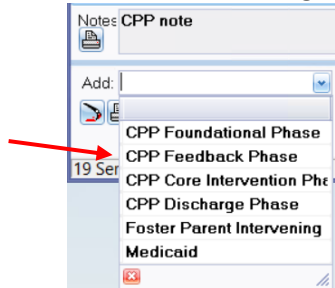 Notes CPP note
Add:
CPP Foundational Phase
CPP Feedback Phase
19 Ser
CPP Core Intervention Pha
CPP Discharge Phase
Foster Parent Intervening
Medicaid